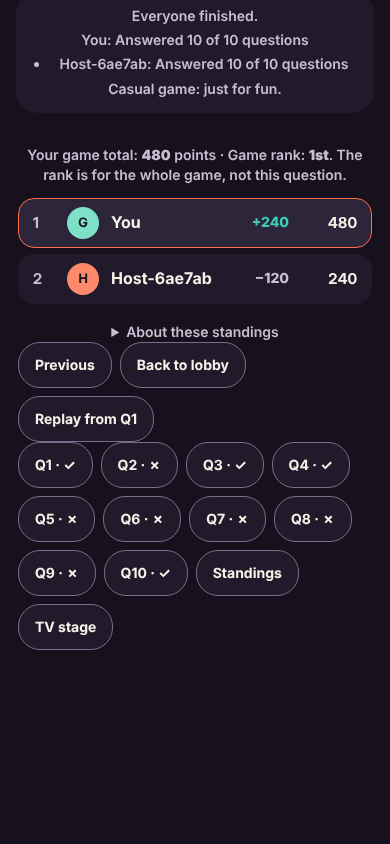 Everyone finished.
You: Answered 10 of 10 questions
• Host-6ae7ab: Answered 10 of 10 questions
Casual game: just for fun.
Your game total: 480 points · Game rank: 1st. The
rank is for the whole game, not this question.
1 G You +240 480
2 H Host-6ae7ab −120 240
▶ About these standings
Previous Back to lobby
Replay from Q1
Q1 · ✓ Q2 · × Q3 · ✓ Q4 · ✓
Q5 · × Q6 · × Q7 · × Q8 · ×
Q9 · × Q10 · ✓ Standings
TV stage